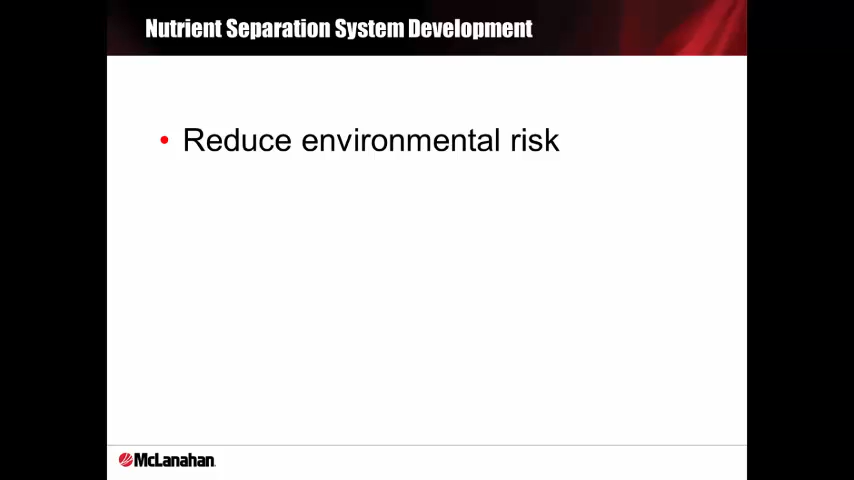 Nutrient Separation System Development
• Reduce environmental risk
McLanahan